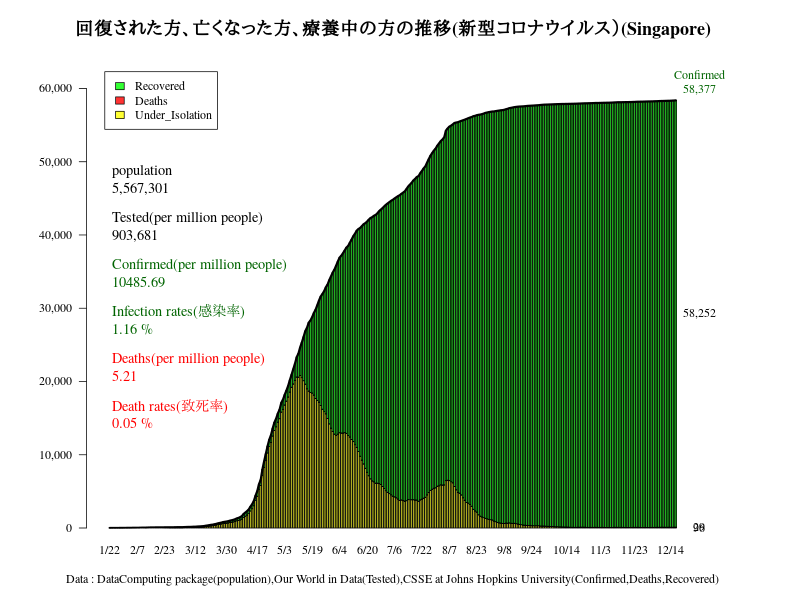 回復された方、亡くなった方、療養中の方の推移(新型コロナウイルス）(Singapore)
Confirmed
58,377
Recovered
Deaths
Under_Isolation
60,000
50,000
40,000
30,000
20,000
10,000
0
population
5,567,301
Tested(per million people)
903,681
Confirmed(per million people)
10485.69
Infection rates(感染率)
1.16 %
Deaths(per million people)
5.21
Death rates(致死率)
0.05 %
58,252
1/22 2/7 2/23 3/12 3/30 4/17 5/3 5/19 6/4 6/20 7/6 7/22 8/7 8/23 9/8 9/24 10/14 11/3 11/23 12/14
Data : DataComputing package(population),Our World in Data(Tested),CSSE at Johns Hopkins University(Confirmed,Deaths,Recovered)